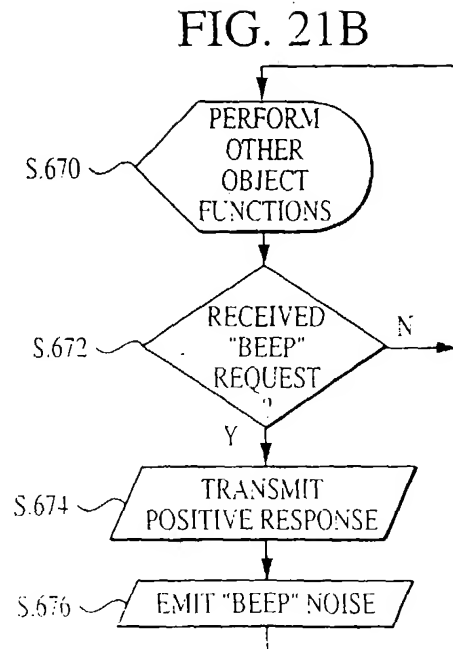 FIG. 21B
S.670
PERFORM
OTHER
OBJECT
FUNCTIONS
S.672
RECEIVED
"BEEP"
REQUEST
?
N
Y
S.674
TRANSMIT
POSITIVE RESPONSE
S.676
EMIT "BEEP" NOISE